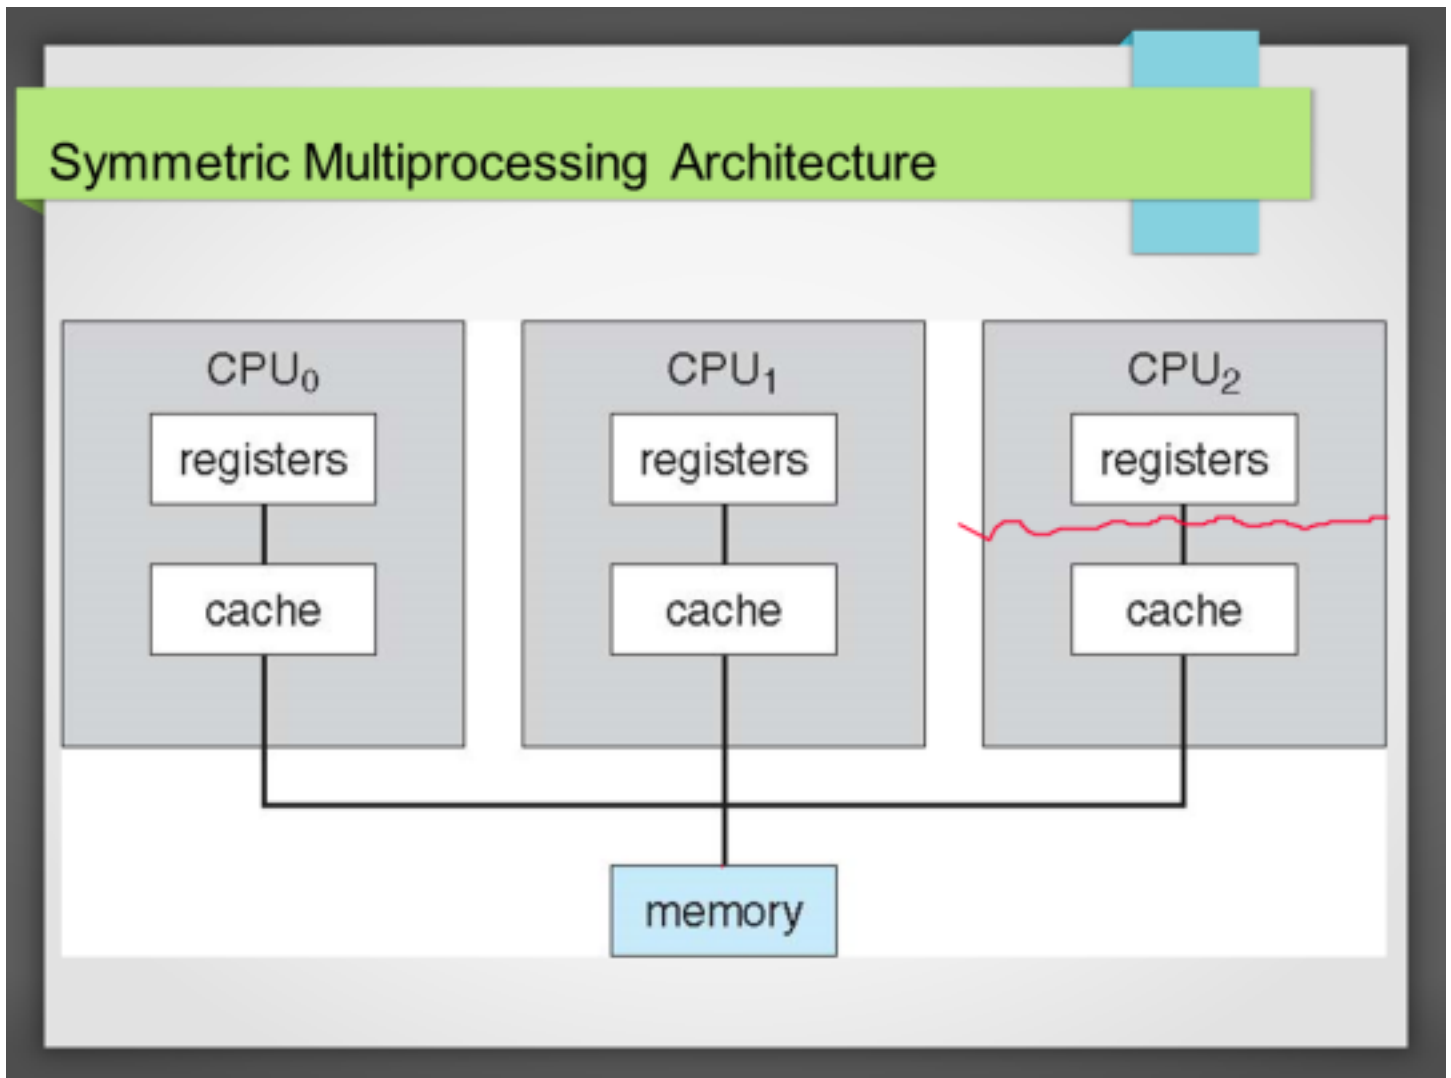 Symmetric Multiprocessing Architecture
CPU₀
registers
cache
CPU₁
registers
cache
CPU₂
registers
cache
memory